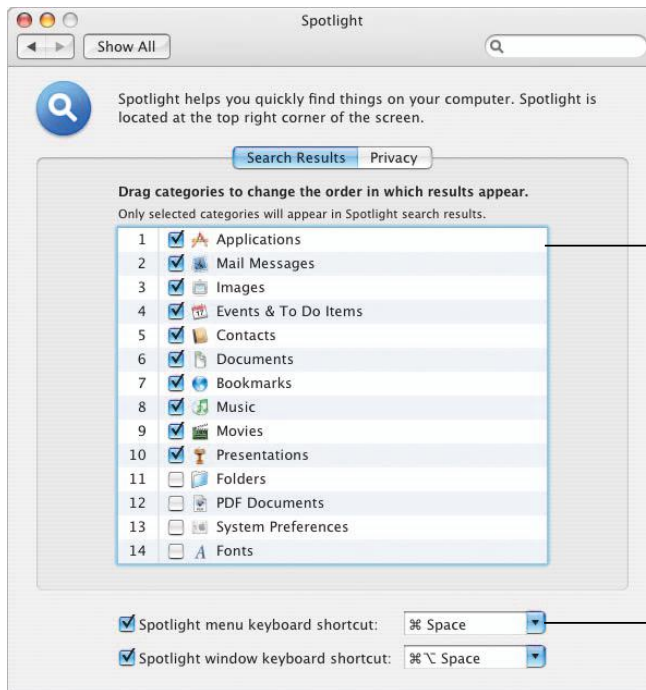 Spotlight
Show All
Spotlight helps you quickly find things on your computer. Spotlight is
located at the top right corner of the screen.
Search Results Privacy
Drag categories to change the order in which results appear.
Only selected categories will appear in Spotlight search results.
1 Applications
2 Mail Messages
3 Images
4 Events & To Do Items
5 Contacts
6 Documents
7 Bookmarks
8 Music
9 Movies
10 Presentations
11 Folders
12 PDF Documents
13 System Preferences
14 Fonts
Spotlight menu keyboard shortcut: ⌘ Space
Spotlight window keyboard shortcut: ⌘⌥ Space